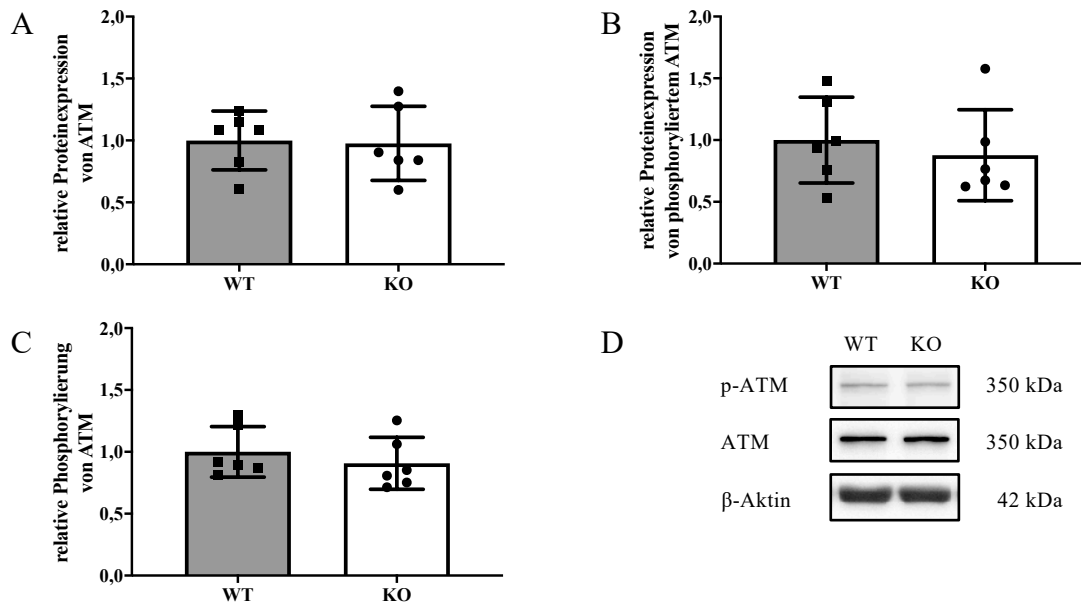 A
relative Proteinexpression
von ATM
2,0
1,5
1,0
0,5
0,0
WT
KO
B
relative Proteinexpression
von phosphoryliertem ATM
2,0
1,5
1,0
0,5
0,0
WT
KO
C
relative Phosphorylierung
von ATM
2,0
1,5
1,0
0,5
0,0
WT
KO
D
WT KO
p-ATM 350 kDa
ATM 350 kDa
β-Aktin 42 kDa